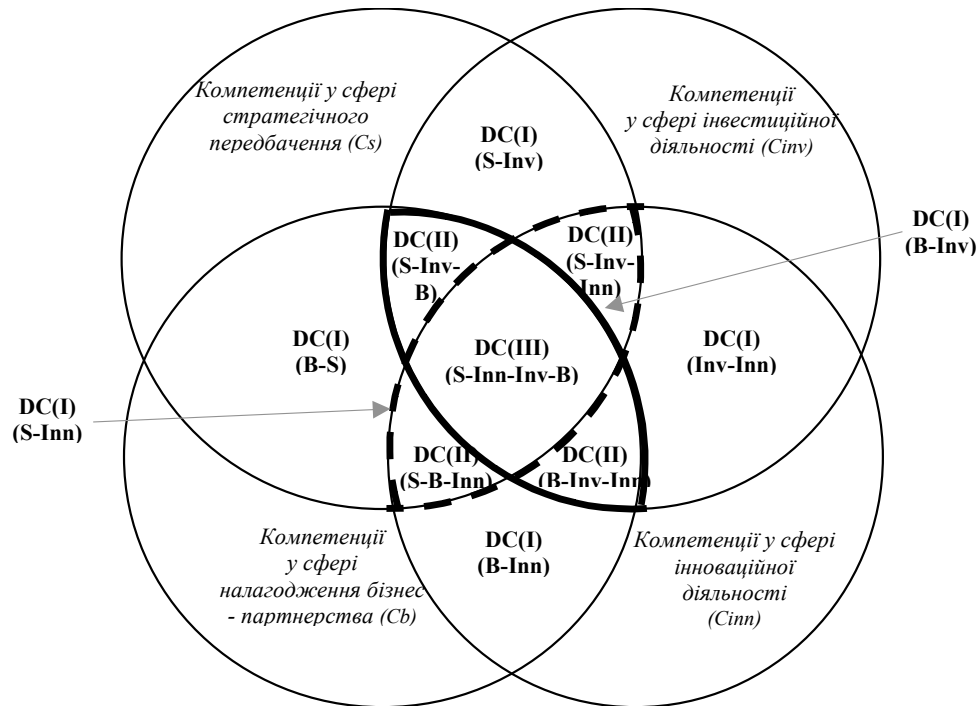 Компетенції у сфері
стратегічного
передбачення (Cs)
Компетенції
у сфері інвестиційної
діяльності (Cinv)
DC(I)
(S-Inv)
DC(I)
(B-Inv)
DC(II)
(S-Inv-
B)
DC(II)
(S-Inv-
Inn)
DC(I)
(B-S)
DC(III)
(S-Inn-Inv-B)
DC(I)
(Inv-Inn)
DC(I)
(S-Inn)
DC(II)
(S-B-Inn)
DC(II)
(B-Inv-Inn)
Компетенції
у сфері
налагодження бізнес
- партнерства (Cb)
DC(I)
(B-Inn)
Компетенції у сфері
інноваційної
діяльності
(Cinn)